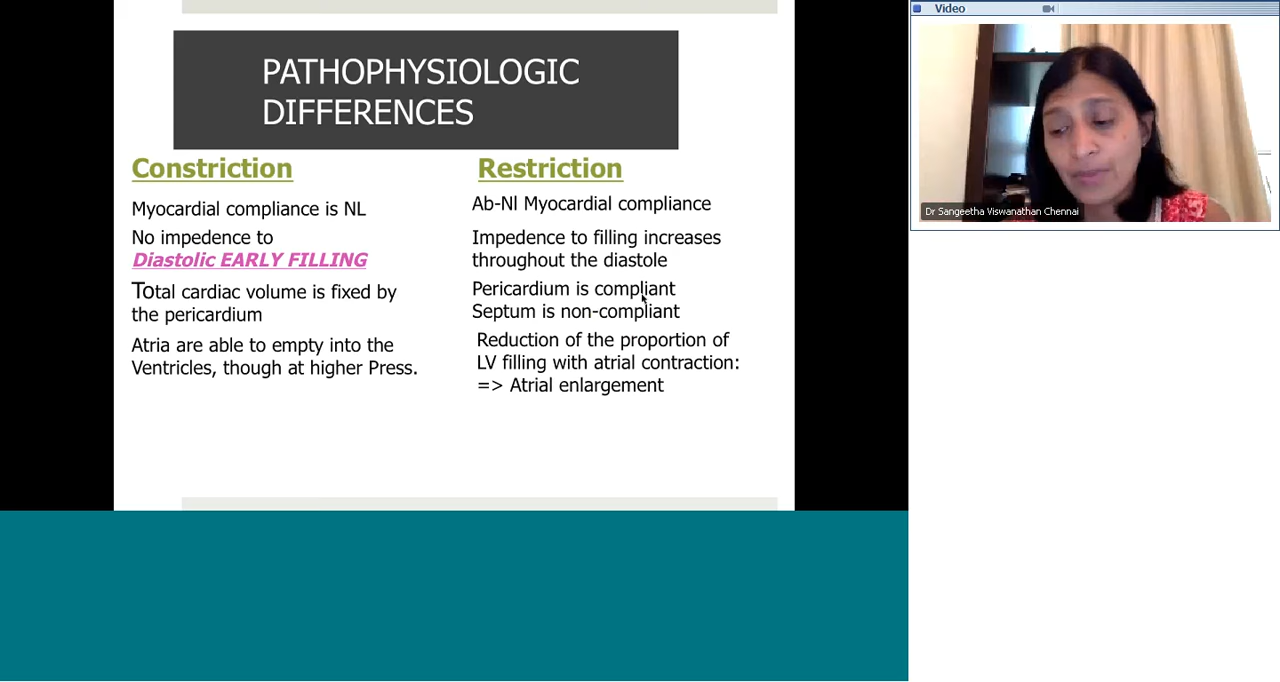 PATHOPHYSIOLOGIC
DIFFERENCES
Constriction
Myocardial compliance is NL
No impedence to
Diastolic EARLY FILLING
Total cardiac volume is fixed by
the pericardium
Atria are able to empty into the
Ventricles, though at higher Press.
Restriction
Ab-Nl Myocardial compliance
Impedence to filling increases
throughout the diastole
Pericardium is compliant
Septum is non-compliant
Reduction of the proportion of
LV filling with atrial contraction:
=> Atrial enlargement
Video
Dr Sangeetha Viswanathan Chennai